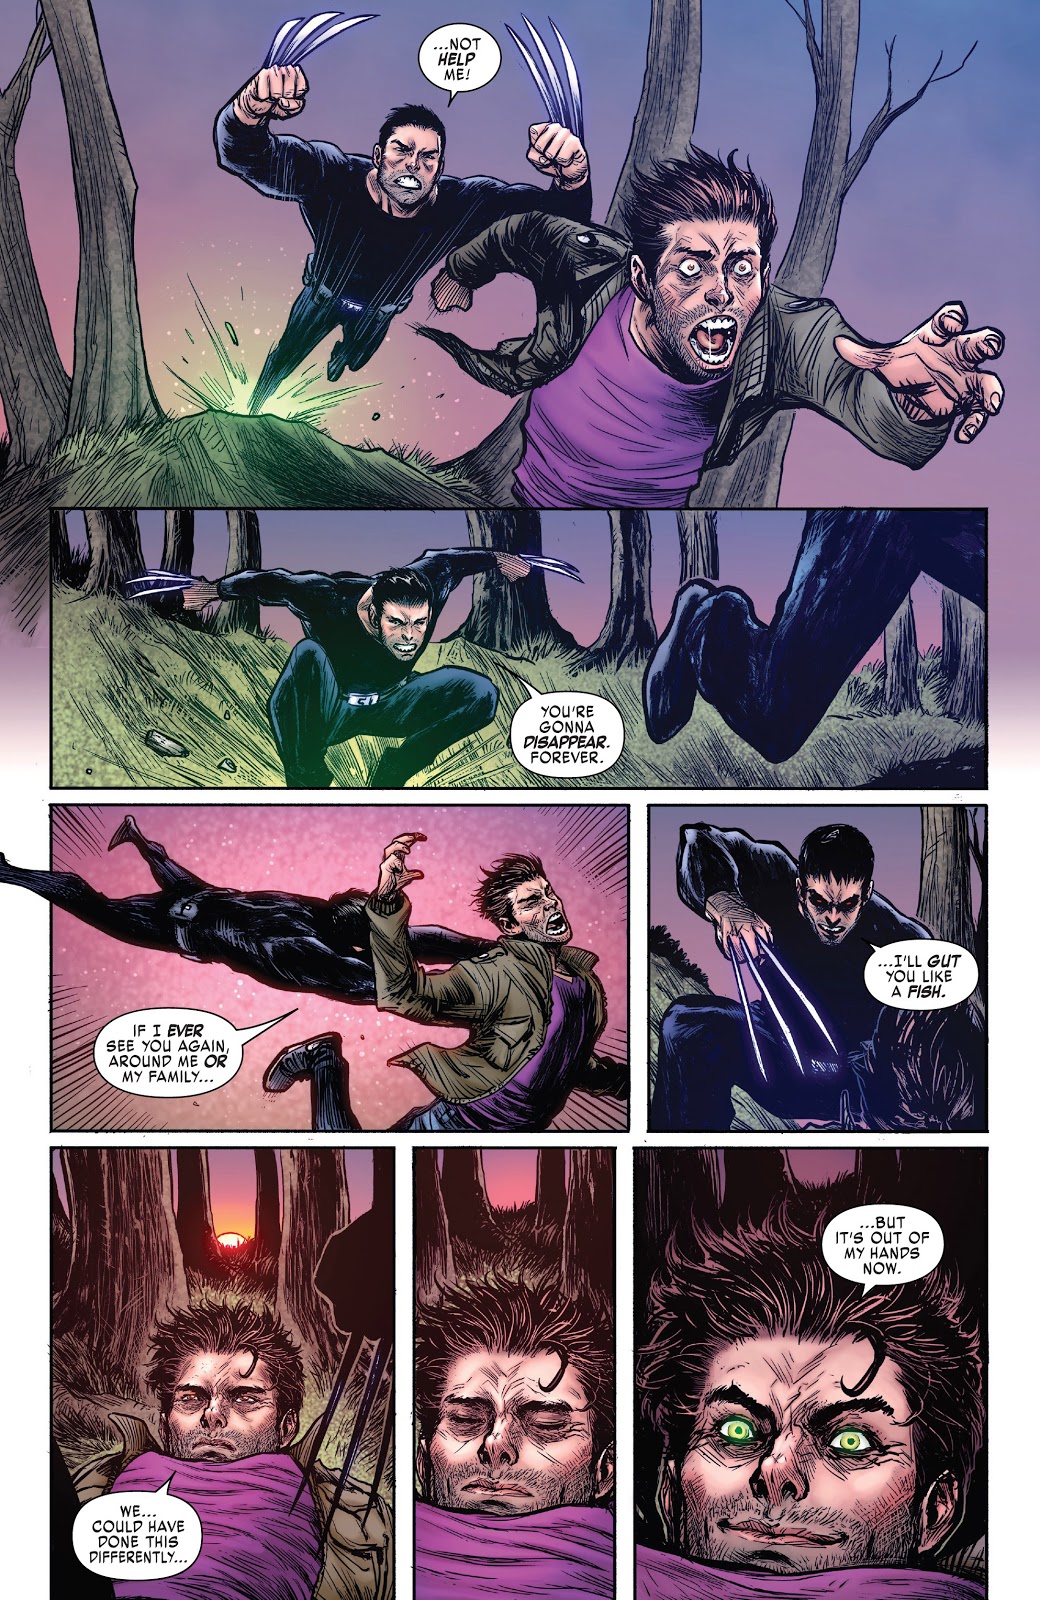 ...NOT
HELP
ME!
YOU'RE
GONNA
DISAPPEAR.
FOREVER.
IF I EVER
SEE YOU AGAIN,
AROUND ME OR
MY FAMILY...
...I'LL GUT
YOU LIKE
A FISH.
WE...
COULD HAVE
DONE THIS
DIFFERENTLY...
...BUT
IT'S OUT OF
MY HANDS
NOW.